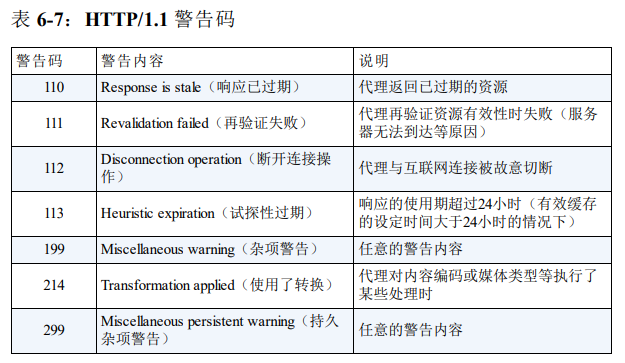 表 6-7：HTTP/1.1 警告码
警告码 警告内容 说明
110 Response is stale（响应已过期） 代理返回已过期的资源
111 Revalidation failed（再验证失败） 代理再验证资源有效性时失败（服务
器无法到达等原因）
112 Disconnection operation（断开连接操
作） 代理与互联网连接被故意切断
113 Heuristic expiration（试探性过期） 响应的使用期超过24小时（有效缓存
的设定时间大于24小时的情况下）
199 Miscellaneous warning（杂项警告） 任意的警告内容
214 Transformation applied（使用了转换） 代理对内容编码或媒体类型等执行了
某些处理时
299 Miscellaneous persistent warning（持久
杂项警告） 任意的警告内容